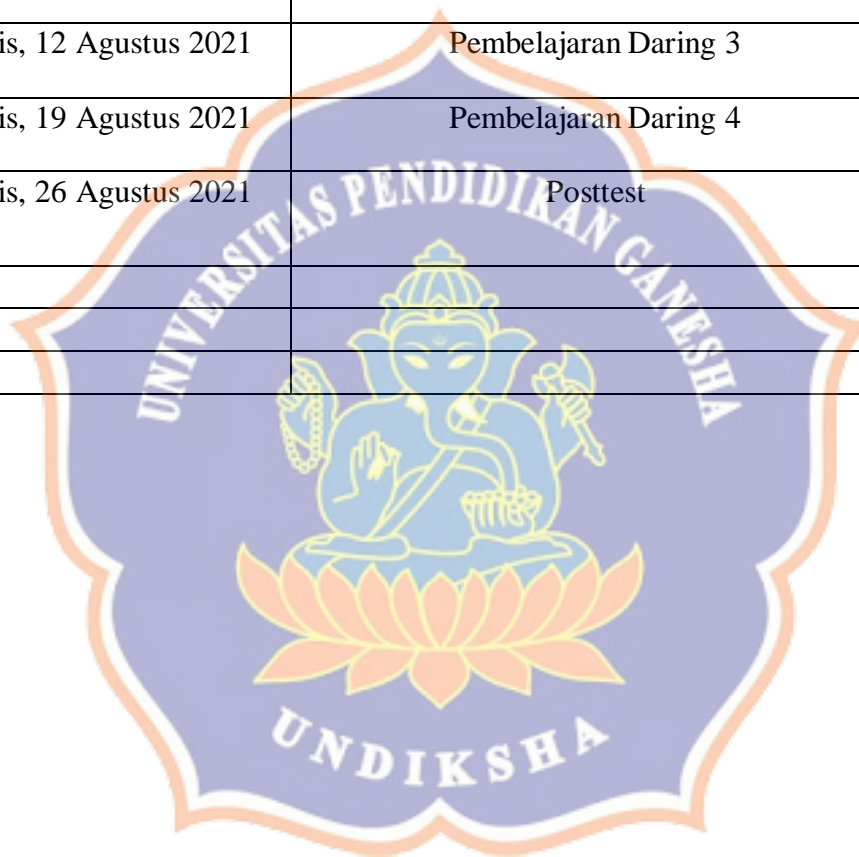 is, 12 Agustus 2021 Pembelajaran Daring 3
is, 19 Agustus 2021 Pembelajaran Daring 4
is, 26 Agustus 2021 Posttest
UNIVERSITAS PENDIDIKAN GANESHA
UNDIKSHA